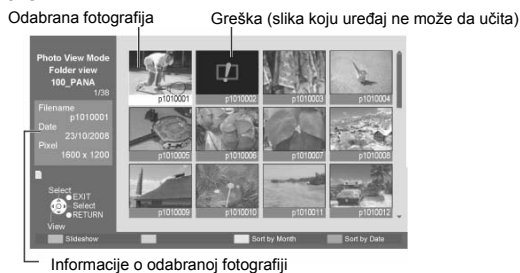 Odabrana fotografija
Greška (slika koju uređaj ne može da učita)
Photo View Mode
Folder view
100_PANA
1/38
Filename
p1010001
Date
23/10/2008
Pixel
1600 x 1200
Select
EXIT
Select
RETURN
View
p1010001
p1010002
p1010003
p1010004
p1010005
p1010006
p1010007
p1010008
p1010009
p1010010
p1010011
p1010012
Slideshow
Sort by Month
Sort by Date
Informacije o odabranoj fotografiji